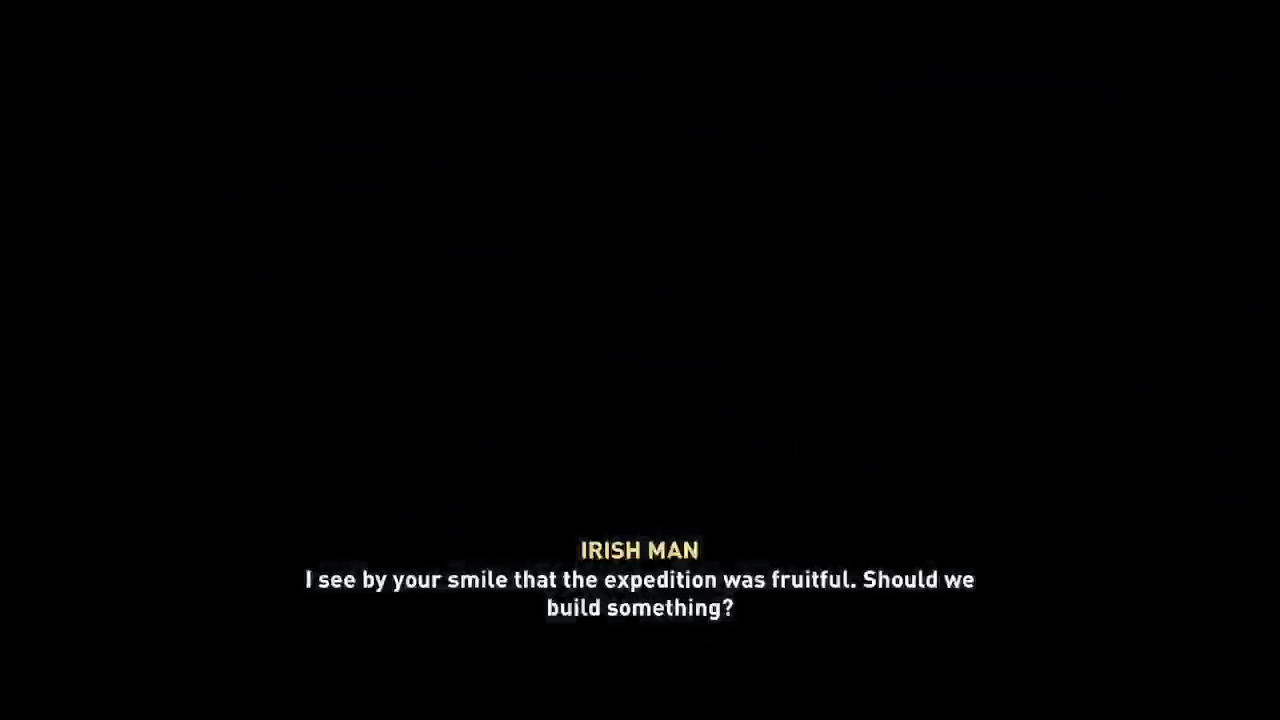 IRISH MAN
I see by your smile that the expedition was fruitful. Should we
build something?